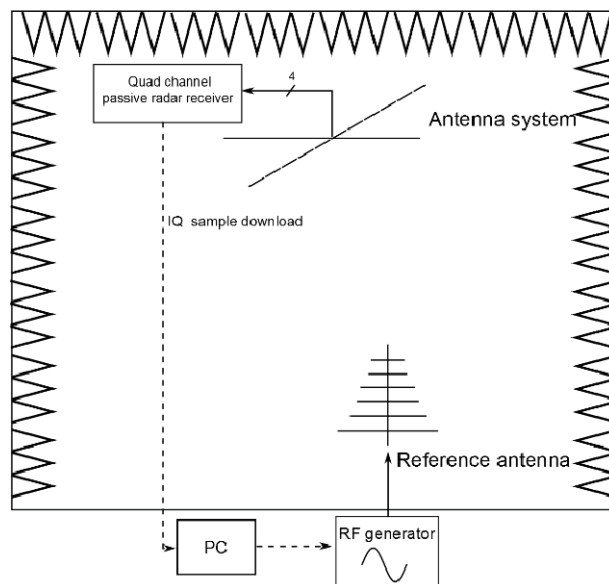 Quad channel
passive radar receiver
4
Antenna system
IQ sample download
Reference antenna
PC
RF generator